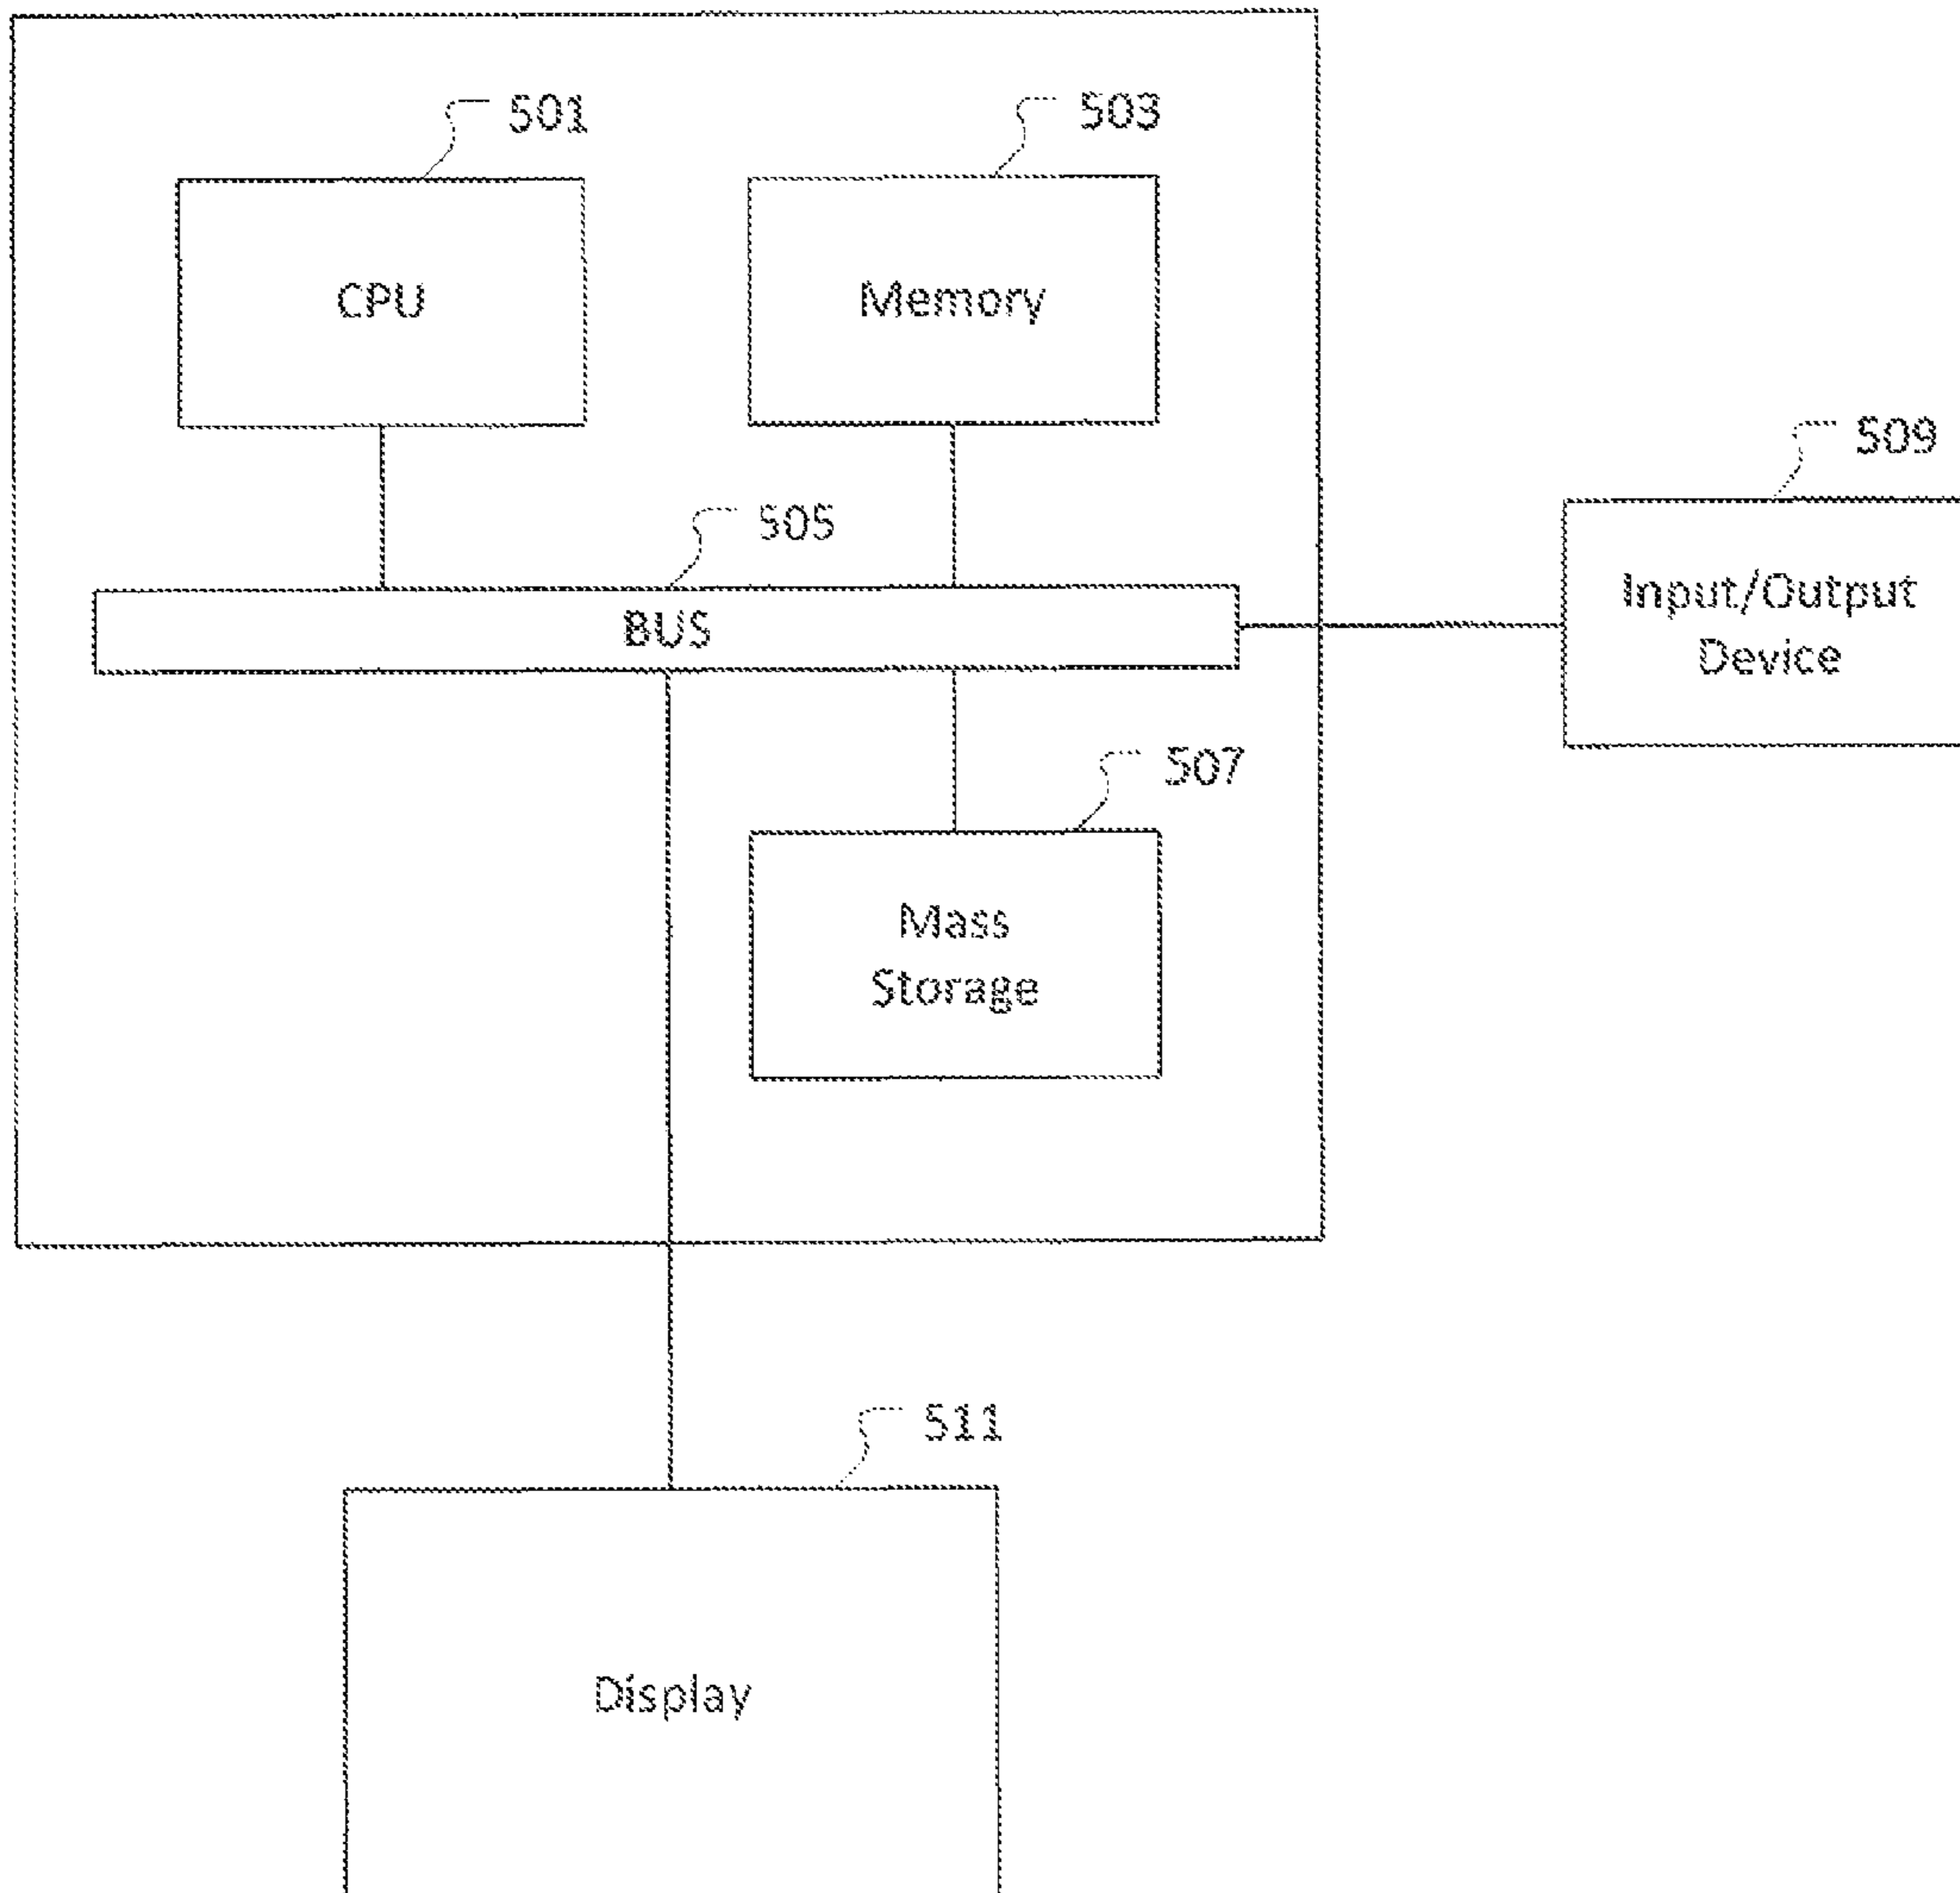 501
503
CPU
Memory
509
505
Input/Output
Device
BUS
507
Mass
Storage
511
Display